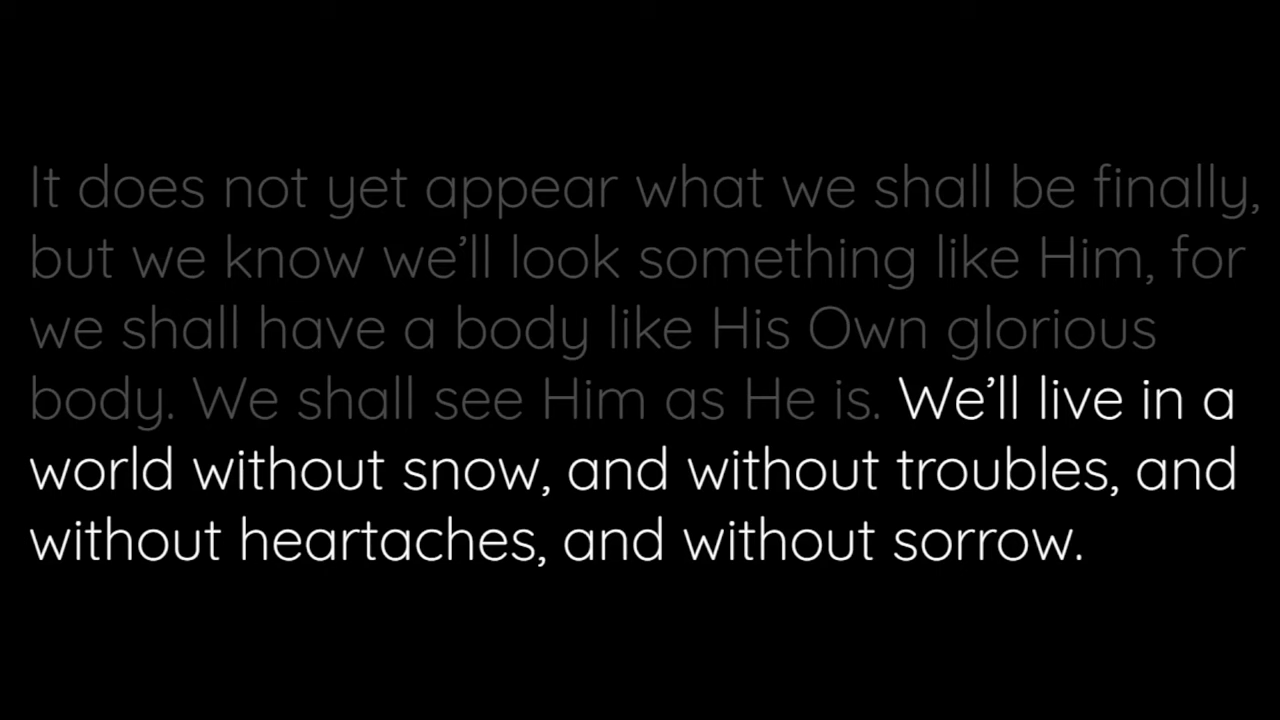 It does not yet appear what we shall be finally,
but we know we’ll look something like Him, for
we shall have a body like His Own glorious
body. We shall see Him as He is. We’ll live in a
world without snow, and without troubles, and
without heartaches, and without sorrow.